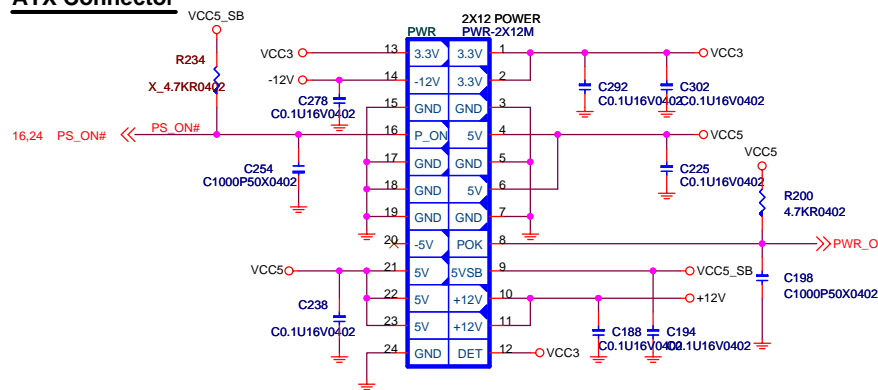 ATX Connector
VCC5_SB
2X12 POWER
PWR
PWR-2X12M
R234
X_4.7KR0402
VCC3
13
3.3V
3.3V
1
VCC3
-12V
14
-12V
3.3V
2
C278
C0.1U16V0402
C292
C0.1U16V0402
C302
C0.1U16V0402
15
GND
GND
3
16,24
PS_ON#
PS_ON#
16
P_ON
5V
4
VCC5
17
GND
GND
5
C254
C1000P50X0402
C225
C0.1U16V0402
VCC5
18
GND
5V
6
R200
4.7KR0402
19
GND
GND
7
20
-5V
POK
8
PWR_O
VCC5
21
5V
5VSB
9
VCC5_SB
C198
C1000P50X0402
22
5V
+12V
10
+12V
C238
C0.1U16V0402
23
5V
+12V
11
C188
C0.1U16V0402
C194
C0.1U16V0402
24
GND
DET
12
VCC3